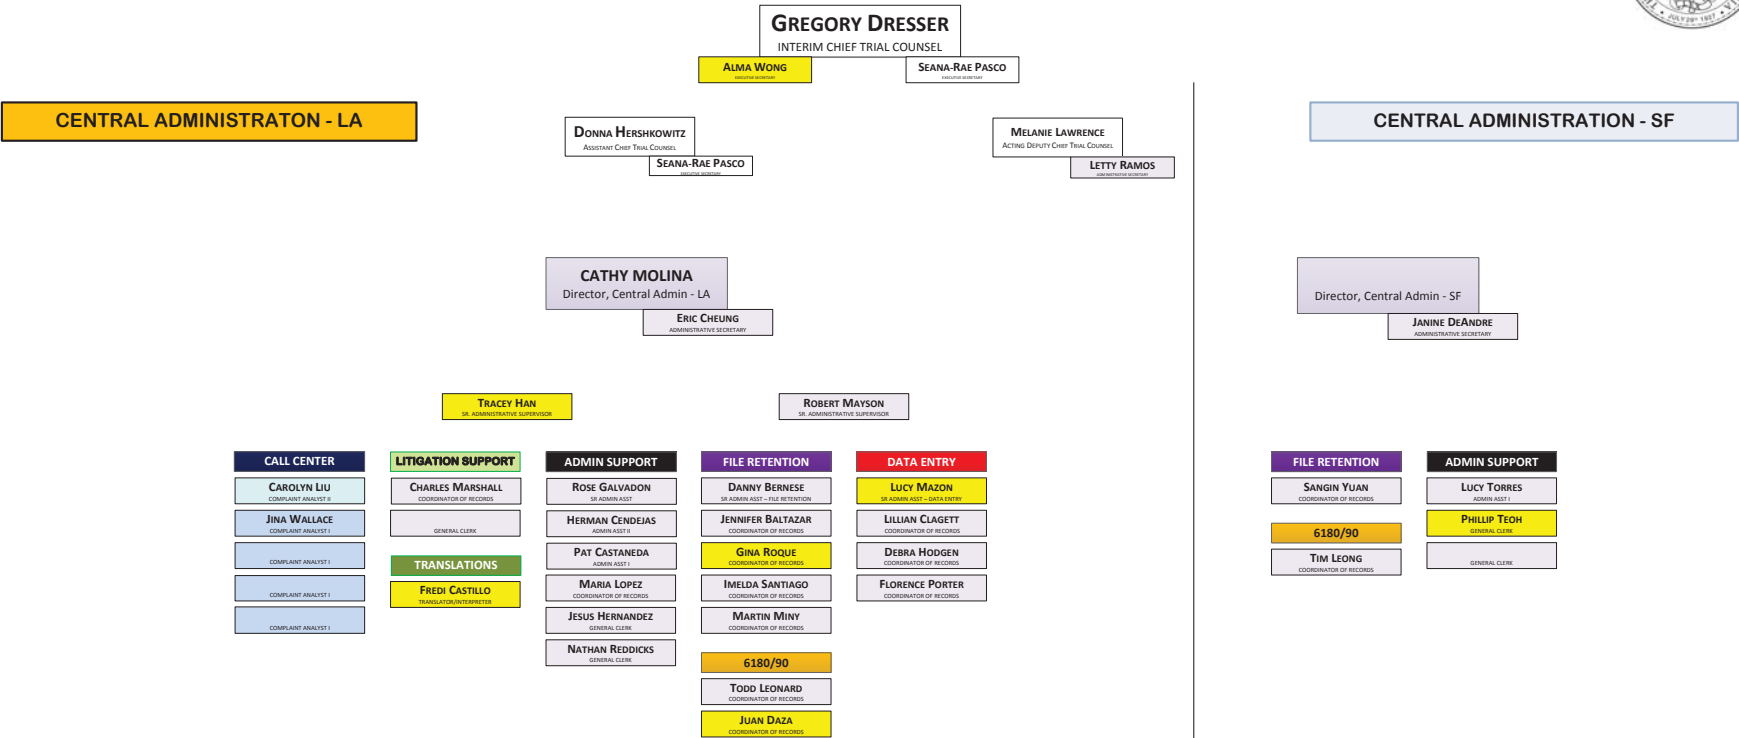 GREGORY DRESSER
INTERIM CHIEF TRIAL COUNSEL
ALMA WONG
EXECUTIVE SECRETARY
SEANA-RAE PASCO
EXECUTIVE SECRETARY
JULY 29TH 1927
CENTRAL ADMINISTRATON - LA
CENTRAL ADMINISTRATION - SF
DONNA HERSHKOWITZ
ASSISTANT CHIEF TRIAL COUNSEL
SEANA-RAE PASCO
EXECUTIVE SECRETARY
MELANIE LAWRENCE
ACTING DEPUTY CHIEF TRIAL COUNSEL
LETTY RAMOS
ADMINISTRATIVE SECRETARY
CATHY MOLINA
Director, Central Admin - LA
ERIC CHEUNG
ADMINISTRATIVE SECRETARY
Director, Central Admin - SF
JANINE DEANDRE
ADMINISTRATIVE SECRETARY
TRACEY HAN
SR. ADMINISTRATIVE SUPERVISOR
ROBERT MAYSON
SR. ADMINISTRATIVE SUPERVISOR
CALL CENTER
CAROLYN LIU
COMPLAINT ANALYST II
JINA WALLACE
COMPLAINT ANALYST I
COMPLAINT ANALYST I
COMPLAINT ANALYST I
COMPLAINT ANALYST I
LITIGATION SUPPORT
CHARLES MARSHALL
COORDINATOR OF RECORDS
GENERAL CLERK
TRANSLATIONS
FREDI CASTILLO
TRANSLATOR/INTERPRETER
ADMIN SUPPORT
ROSE GALVADON
SR ADMIN ASST
HERMAN CENDEJAS
ADMIN ASST II
PAT CASTANEDA
ADMIN ASST I
MARIA LOPEZ
COORDINATOR OF RECORDS
JESUS HERNANDEZ
GENERAL CLERK
NATHAN REDDICKS
GENERAL CLERK
FILE RETENTION
DANNY BERNESE
SR ADMIN ASST – FILE RETENTION
JENNIFER BALTAZAR
COORDINATOR OF RECORDS
GINA ROQUE
COORDINATOR OF RECORDS
IMELDA SANTIAGO
COORDINATOR OF RECORDS
MARTIN MINY
COORDINATOR OF RECORDS
6180/90
TODD LEONARD
COORDINATOR OF RECORDS
JUAN DAZA
COORDINATOR OF RECORDS
DATA ENTRY
LUCY MAZON
SR ADMIN ASST – DATA ENTRY
LILLIAN CLAGETT
COORDINATOR OF RECORDS
DEBRA HODGEN
COORDINATOR OF RECORDS
FLORENCE PORTER
COORDINATOR OF RECORDS
FILE RETENTION
SANGIN YUAN
COORDINATOR OF RECORDS
6180/90
TIM LEONG
COORDINATOR OF RECORDS
ADMIN SUPPORT
LUCY TORRES
ADMIN ASST I
PHILLIP TEOH
GENERAL CLERK
GENERAL CLERK